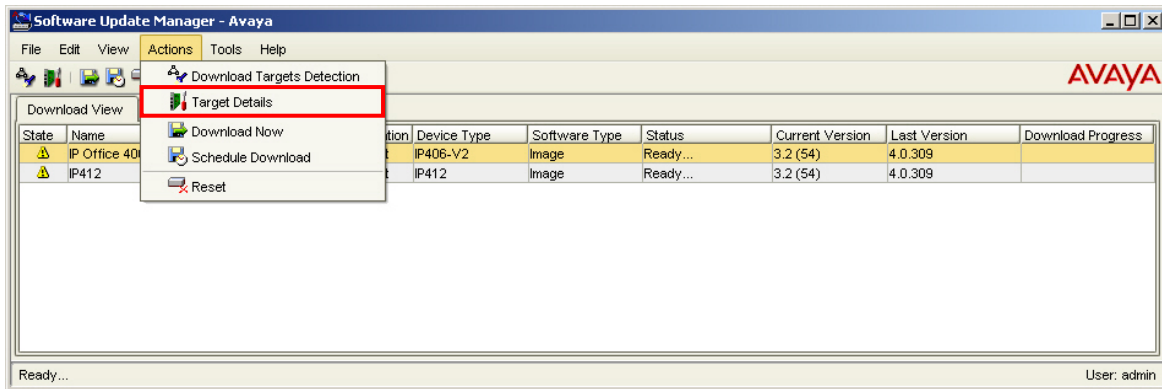 Software Update Manager - Avaya
File Edit View Actions Tools Help
AVAYA
Download Targets Detection
Target Details
Download Now
Schedule Download
Reset
Download View
State Name Device Type Software Type Status Current Version Last Version Download Progress
IP Office IP406-V2 Image Ready... 3.2 (54) 4.0.309
IP412 IP412 Image Ready... 3.2 (54) 4.0.309
Ready... User: admin